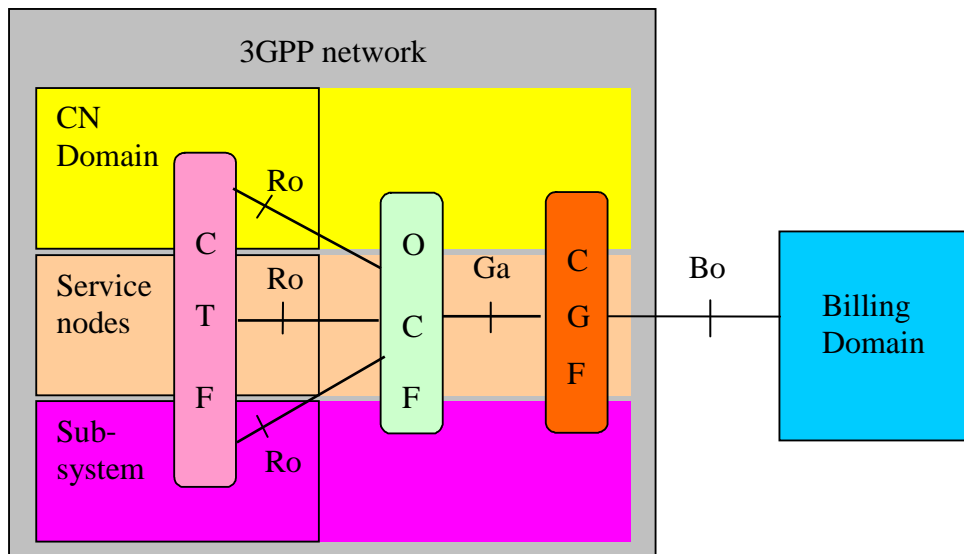 3GPP network
CN
Domain
Ro
Service
nodes
Ro
Sub-
system
Ro
C
T
F
O
C
F
Ga
C
G
F
Bo
Billing
Domain